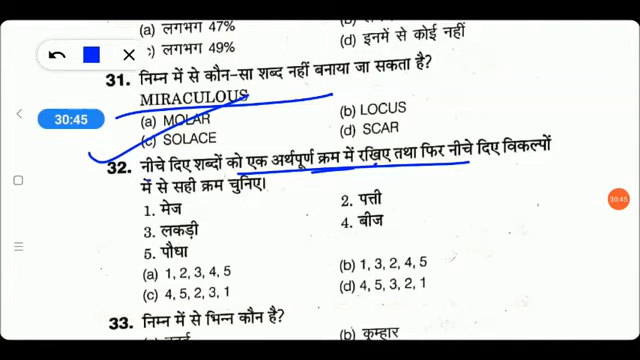 (a) लगभग 47%
(d) इनमें से कोई नहीं
) लगभग 49%
31. निम्न में से कौन-सा शब्द नहीं बनाया जा सकता है?
MIRACULOUS
30:45
(a) MOLAR
(b) LOCUS
(c) SOLACE
(d) SCAR
32. नीचे दिए शब्दों को एक अर्थपूर्ण क्रम में रखिए तथा फिर नीचे दिए विकल्पों
में से सही क्रम चुनिए।
30:45
1. मेज
2. पत्ती
3. लकड़ी
4. बीज
5. पौधा
(a) 1, 2, 3, 4, 5
(b) 1, 3, 2, 4, 5
(c) 4, 5, 2, 3, 1
(d) 4, 5, 3, 2, 1
33. निम्न में से भिन्न कौन है?
(b) कुम्हार